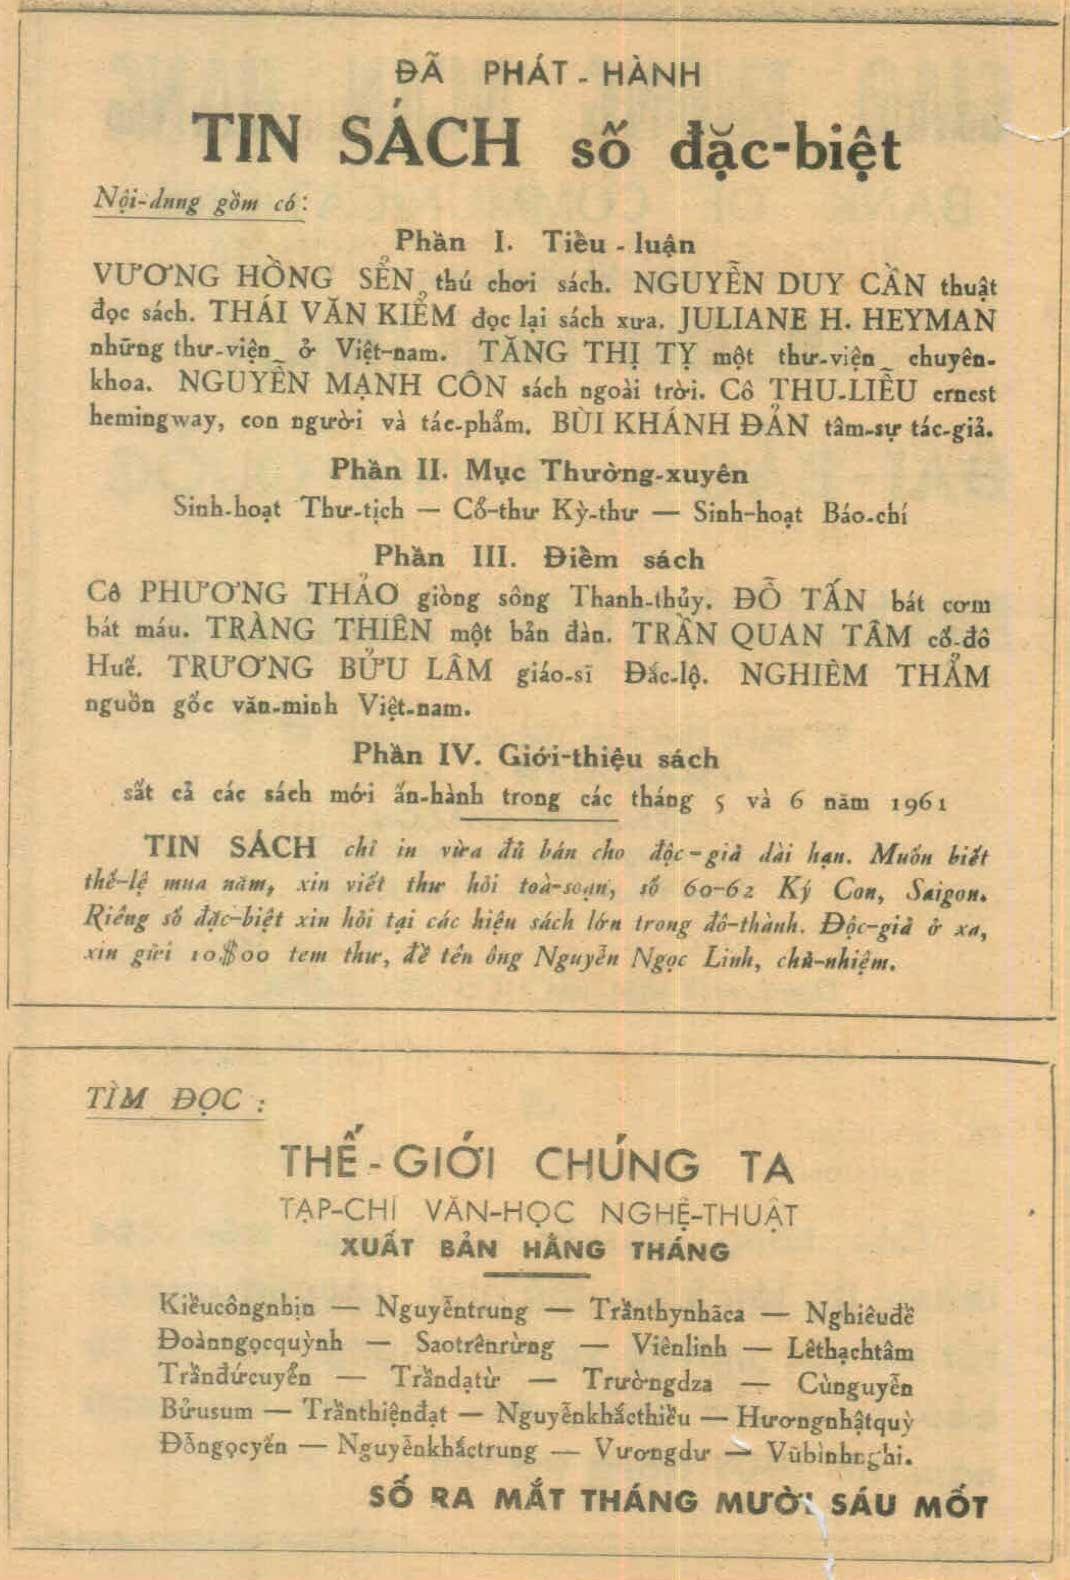 ĐÃ PHÁT - HÀNH
TIN SÁCH số đặc-biệt
Nội-dung gồm có:
Phần I. Tiểu - luận
VƯƠNG HỒNG SỂN thú chơi sách. NGUYỄN DUY CẦN thuật
đọc sách. THÁI VĂN KIỂM đọc lại sách xưa. JULIANE H. HEYMAN
những thư-viện ở Việt-nam. TĂNG THỊ TỴ một thư-viện chuyên-
khoa. NGUYỄN MẠNH CÔN sách ngoài trời. Cô THU-LIỄU ernest
hemingway, con người và tác-phẩm. BÙI KHÁNH ĐẢN tâm-sự tác-giả.
Phần II. Mục Thường-xuyên
Sinh-hoạt Thư-tịch — Cổ-thư Kỳ-thư — Sinh-hoạt Báo-chí
Phần III. Điểm sách
Cô PHƯƠNG THẢO giòng sông Thanh-thủy. ĐỖ TẤN bát cơm
bát máu. TRÀNG THIÊN một bản đàn. TRẦN QUAN TÂM cố-đô
Huế. TRƯƠNG BỬU LÂM giáo-sĩ Đắc-lộ. NGHIÊM THẨM
nguồn gốc văn-minh Việt-nam.
Phần IV. Giới-thiệu sách
sắt cả các sách mới ấn-hành trong các tháng 5 và 6 năm 1961
TIN SÁCH chỉ in vừa đủ bán cho độc-giả dài hạn. Muốn biết
thể-lệ mua năm, xin viết thư hỏi toà-soạn, số 60-62 Ký Con, Saigon.
Riêng số đặc-biệt xin hỏi tại các hiệu sách lớn trong đô-thành. Độc-giả ở xa,
xin gửi 10$00 tem thư, đề tên ông Nguyễn Ngọc Linh, chủ-nhiệm.
TÌM ĐỌC :
THẾ-GIỚI CHÚNG TA
TẠP-CHÍ VĂN-HỌC NGHỆ-THUẬT
XUẤT BẢN HẰNG THÁNG
Kiềucôngnhịn — Nguyễntrung — Trầnthynhãca — Nghiêuđề
Đoànngọcquỳnh — Saotrênrừng — Viênlinh — Lêthạchtâm
Trầnđứcuyển — Trầndạtừ — Trườngdza — Cùnguyễn
Bửusum — Trầnthiệnđạt — Nguyễnkhắcthiều — Hươngnhậtquỳ
Đỗngọcyến — Nguyễnkhắctrung — Vươngdư — Vũbìnhnghi.
SỐ RA MẮT THÁNG MƯỜI SÁU MỐT